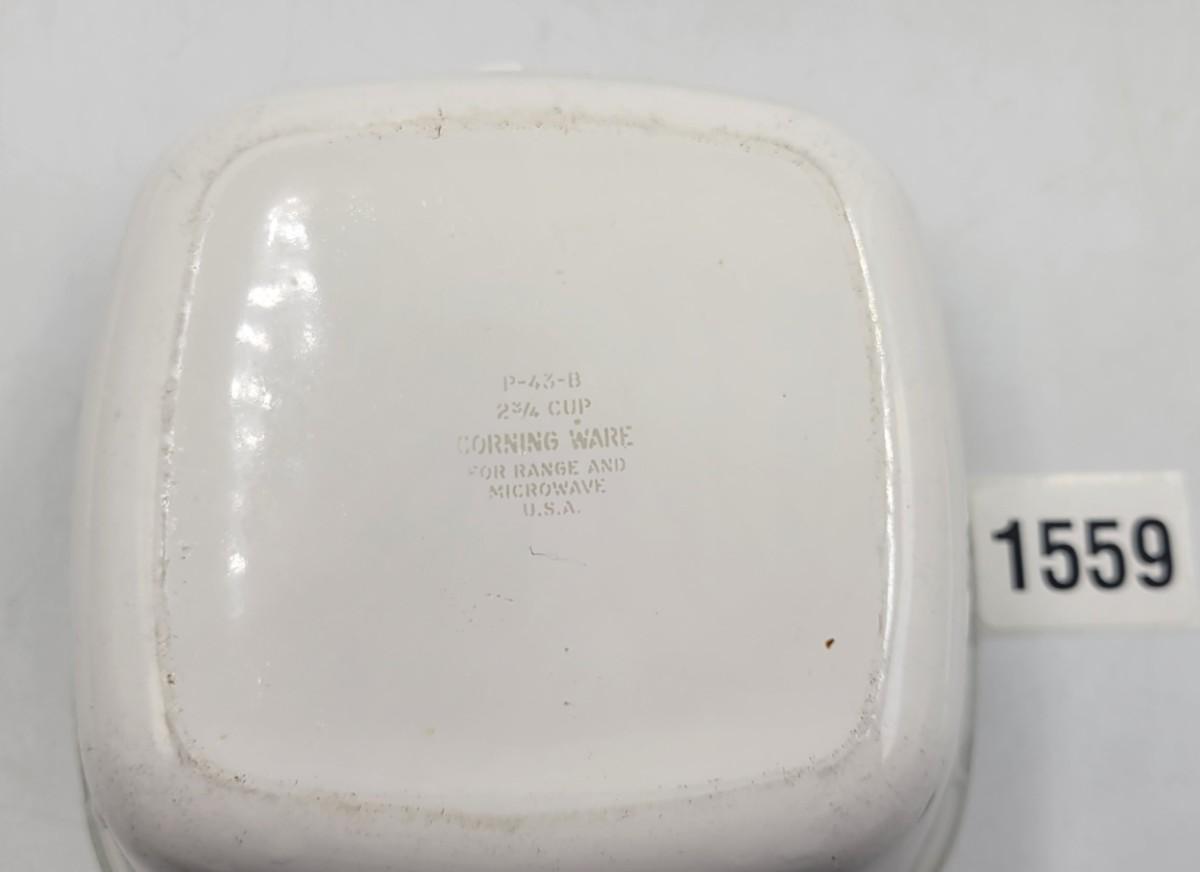 P-43-B
2¾ CUP
CORNING WARE
FOR RANGE AND
MICROWAVE
U.S.A.
1559